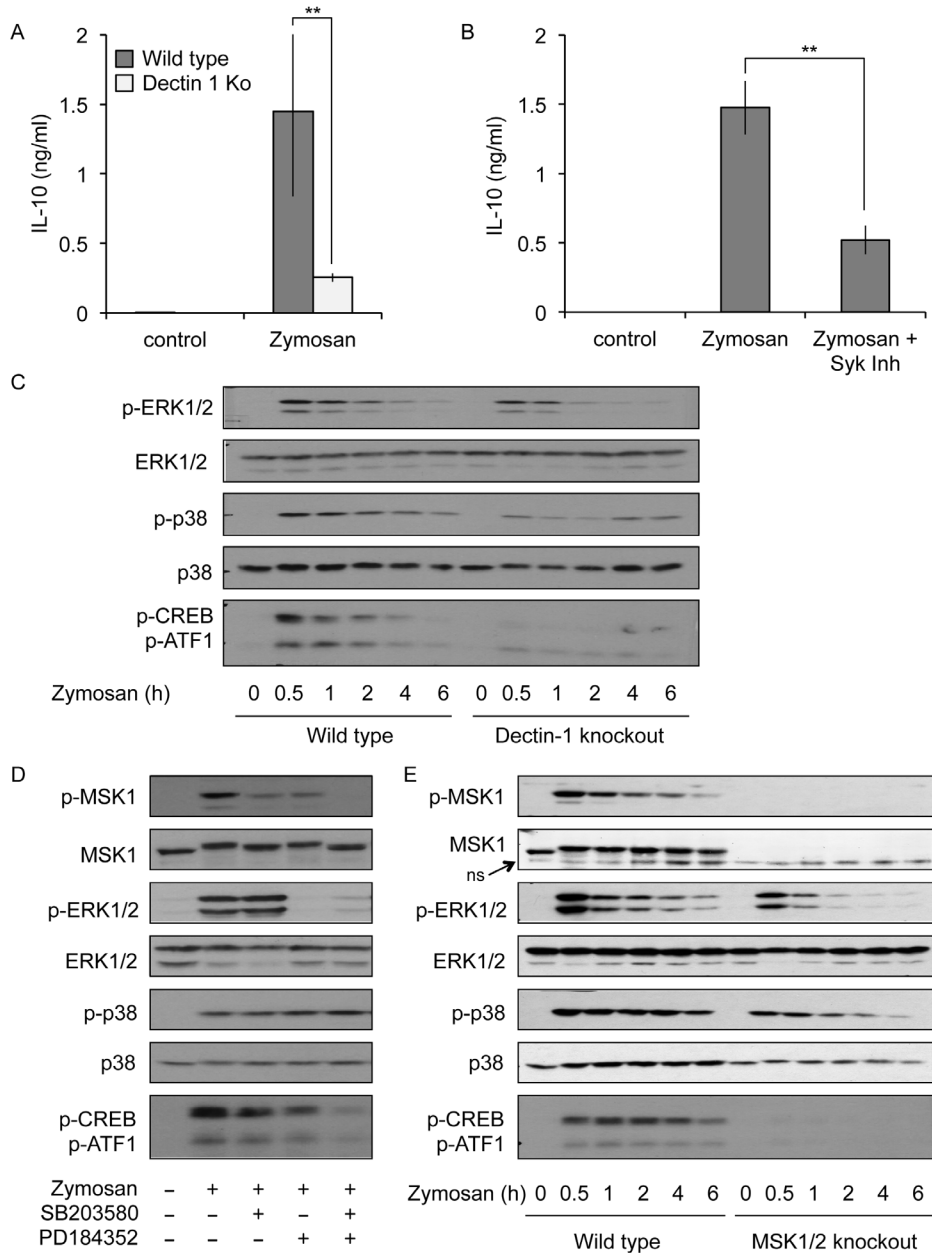 A
IL-10 (ng/ml)
2
1.5
1
0.5
0
**
Wild type
Dectin 1 Ko
control
Zymosan
B
IL-10 (ng/ml)
2
1.5
1
0.5
0
**
control
Zymosan
Zymosan +
Syk Inh
C
p-ERK1/2
ERK1/2
p-p38
p38
p-CREB
p-ATF1
Zymosan (h) 0 0.5 1 2 4 6 0 0.5 1 2 4 6
Wild type Dectin-1 knockout
D
p-MSK1
MSK1
p-ERK1/2
ERK1/2
p-p38
p38
p-CREB
p-ATF1
Zymosan – + + + +
SB203580 – – + – +
PD184352 – – – + +
E
p-MSK1
MSK1
ns
p-ERK1/2
ERK1/2
p-p38
p38
p-CREB
p-ATF1
Zymosan (h) 0 0.5 1 2 4 6 0 0.5 1 2 4 6
Wild type MSK1/2 knockout